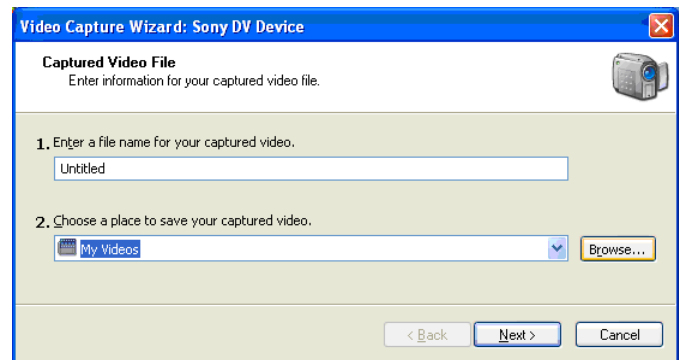 Video Capture Wizard: Sony DV Device
Captured Video File
Enter information for your captured video file.
1. Enter a file name for your captured video.
Untitled
2. Choose a place to save your captured video.
My Videos
Browse...
< Back Next > Cancel